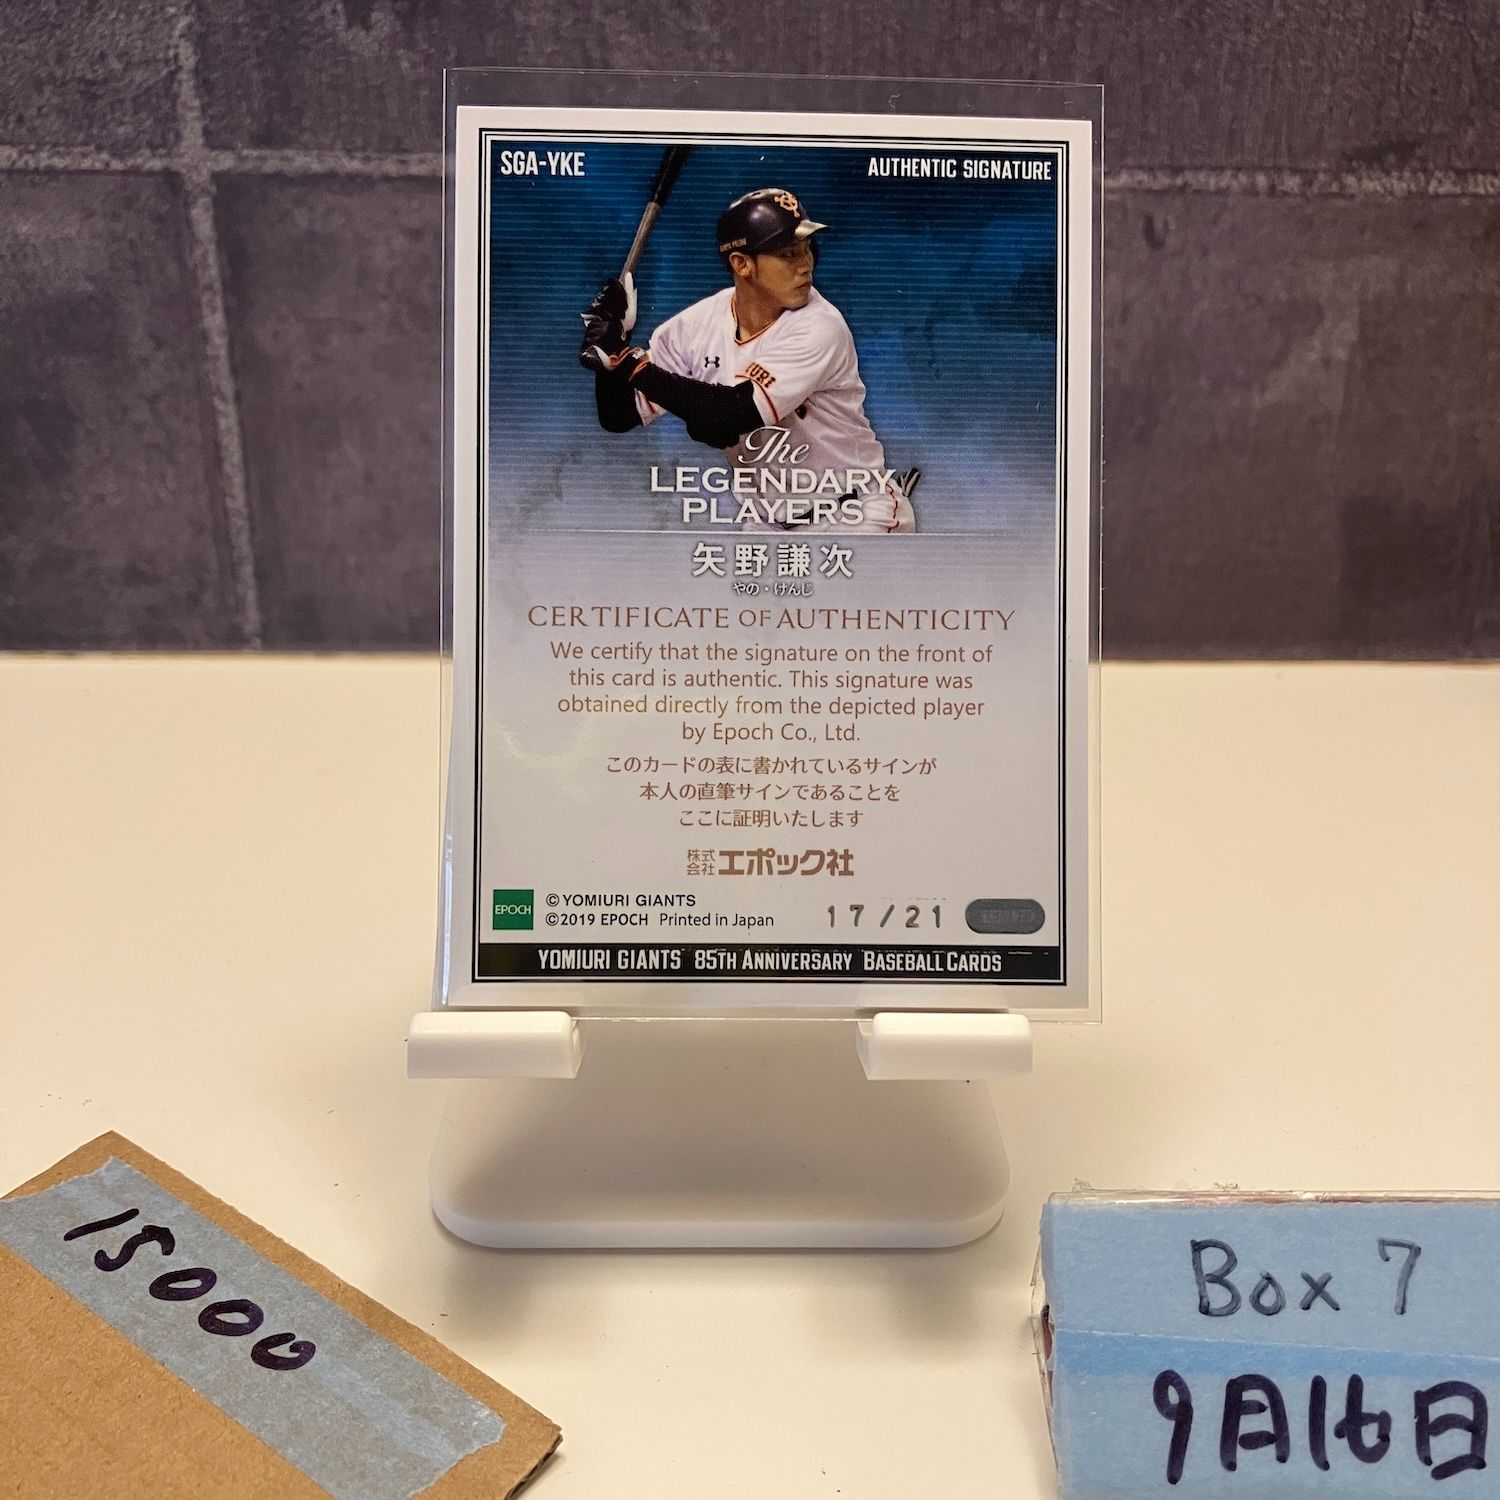 SGA-YKE
AUTHENTIC SIGNATURE
The
LEGENDARY
PLAYERS
矢野謙次
やの・けんじ
CERTIFICATE OF AUTHENTICITY
We certify that the signature on the front of
this card is authentic. This signature was
obtained directly from the depicted player
by Epoch Co., Ltd.
このカードの表に書かれているサインが
本人の直筆サインであることを
ここに証明いたします
株式会社エポック社
EPOCH
©YOMIURI GIANTS
©2019 EPOCH Printed in Japan
17/21
YOMIURI GIANTS 85TH ANNIVERSARY BASEBALL CARDS
15000
Box 7
9月16日